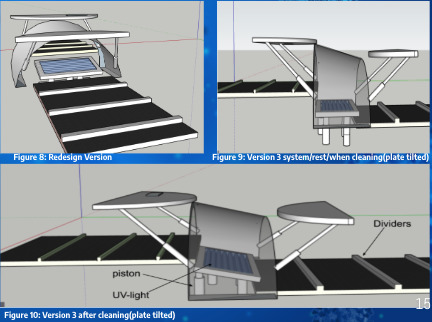 Figure 8: Redesign Version
Figure 9: Version 3 system/rest/when cleaning(plate tilted)
Dividers
piston
UV-light
15
Figure 10: Version 3 after cleaning(plate tilted)